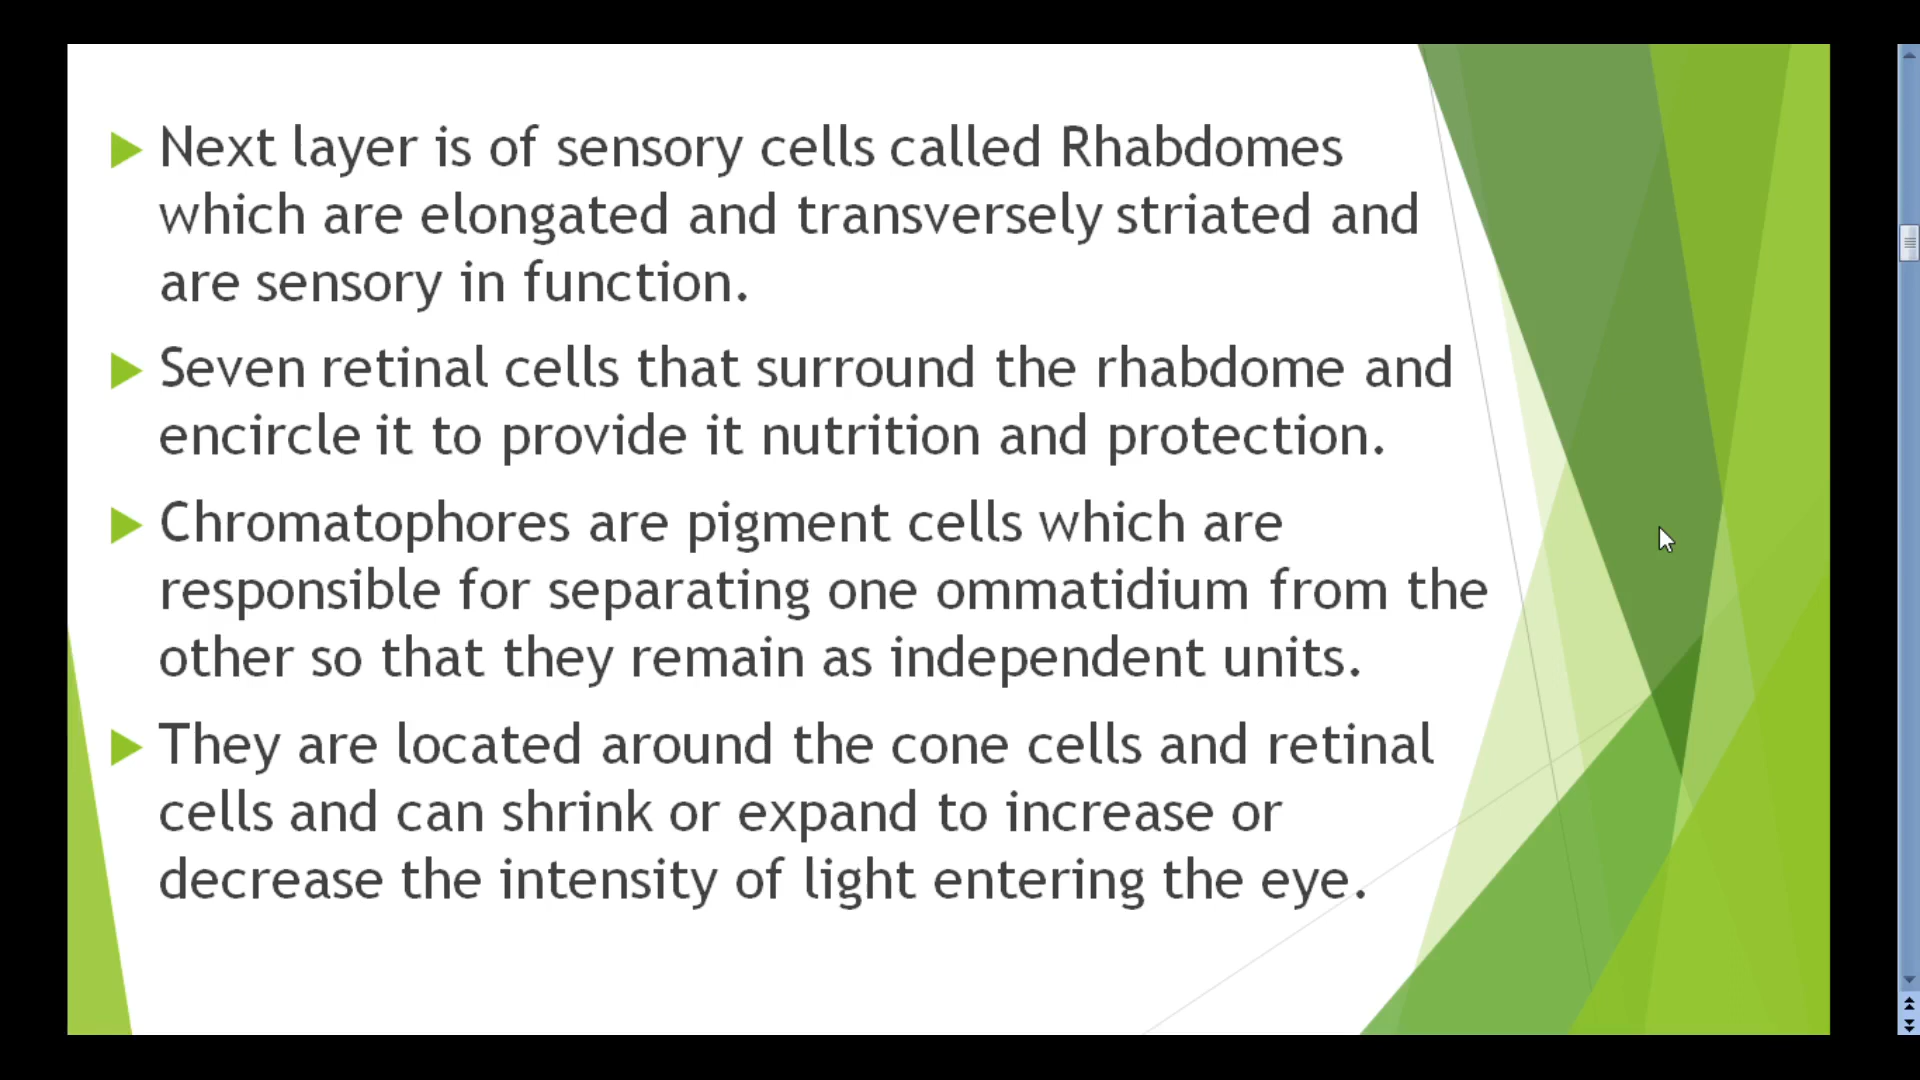 Next layer is of sensory cells called Rhabdomes
which are elongated and transversely striated and
are sensory in function.
Seven retinal cells that surround the rhabdome and
encircle it to provide it nutrition and protection.
Chromatophores are pigment cells which are
responsible for separating one ommatidium from the
other so that they remain as independent units.
They are located around the cone cells and retinal
cells and can shrink or expand to increase or
decrease the intensity of light entering the eye.